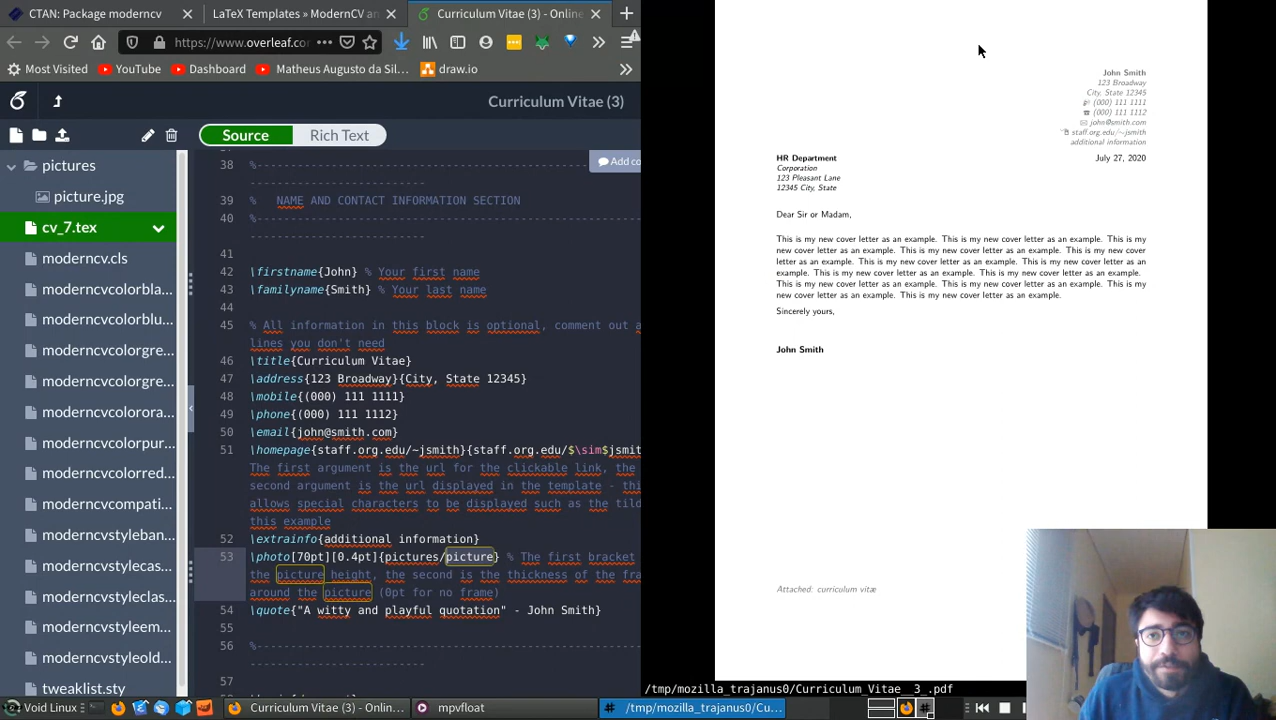 CTAN: Package moderncv
Curriculum Vitae (3) - Onlin
https://www.overleaf.com
Most Visited
YouTube
Dashboard
Matheus Augusto da Sil...
draw.io
Curriculum Vitae (3)
Source
Rich Text
Add co
pictures
picture.jpg
cv_7.tex
moderncv.cls
moderncvcolorbla...
moderncvcolorblu...
moderncvcolorgre...
moderncvcolorgre...
moderncvcolorora...
moderncvcolorpur...
moderncvcolorred...
moderncvcompati...
moderncvstyleban...
moderncvstylecas...
moderncvstylecla...
moderncvstyleem...
moderncvstyleold...
tweaklist.sty
38 %-----------------------------------------------
-----------------------------
39 % NAME AND CONTACT INFORMATION SECTION
40 %-----------------------------------------------
-----------------------------
41
42 \firstname{John} % Your first name
43 \familyname{Smith} % Your last name
44
45 % All information in this block is optional, comment out a
lines you don't need
46 \title{Curriculum Vitae}
47 \address{123 Broadway}{City, State 12345}
48 \mobile{(000) 111 1111}
49 \phone{(000) 111 1112}
50 \email{john@smith.com}
51 \homepage{staff.org.edu/~jsmith}{staff.org.edu/$\sim$jsmit
The first argument is the url for the clickable link, the
second argument is the url displayed in the template - thi
allows special characters to be displayed such as the tild
this example
52 \extrainfo{additional information}
53 \photo[70pt][0.4pt]{pictures/picture} % The first bracket
the picture height, the second is the thickness of the fra
around the picture (0pt for no frame)
54 \quote{"A witty and playful quotation" - John Smith}
55
56 %-----------------------------------------------
-----------------------------
57
John Smith
123 Broadway
City, State 12345
(000) 111 1111
(000) 111 1112
john@smith.com
staff.org.edu/~jsmith
additional information
HR Department
July 27, 2020
Corporation
123 Pleasant Lane
12345 City, State
Dear Sir or Madam,
This is my new cover letter as an example. This is my new cover letter as an example. This is my
new cover letter as an example. This is my new cover letter as an example. This is my new cover
letter as an example. This is my new cover letter as an example. This is my new cover letter as an
example. This is my new cover letter as an example. This is my new cover letter as an example.
This is my new cover letter as an example. This is my new cover letter as an example. This is my
new cover letter as an example. This is my new cover letter as an example.
Sincerely yours,
John Smith
Attached: curriculum vitæ
/tmp/mozilla_trajanus0/Curriculum_Vitae__3_.pdf
Void Linux
Curriculum Vitae (3) - Onlin...
mpvfloat
/tmp/mozilla_trajanus0/Cu...